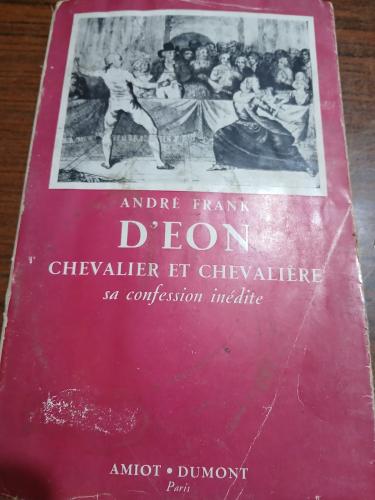 ANDRÉ FRANK
D'EON
CHEVALIER ET CHEVALIÈRE
sa confession inédite
AMIOT • DUMONT
Paris